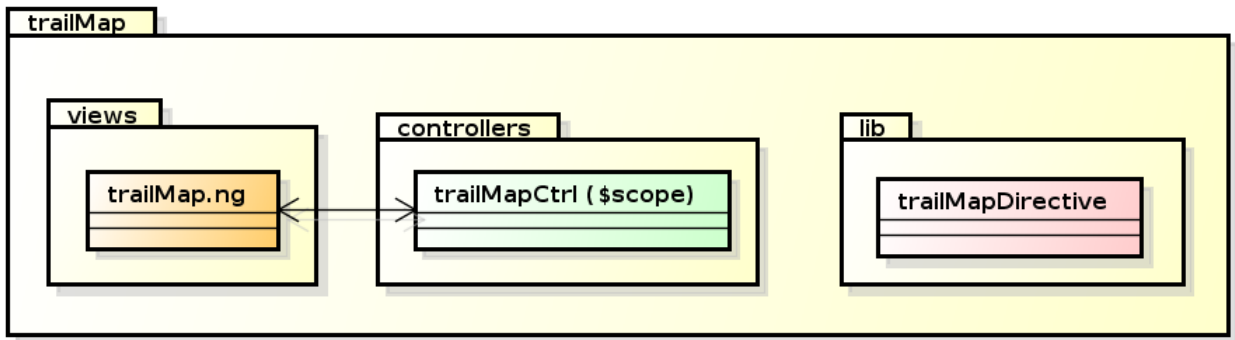 trailMap
views
controllers
lib
trailMap.ng
trailMapCtrl ($scope)
trailMapDirective